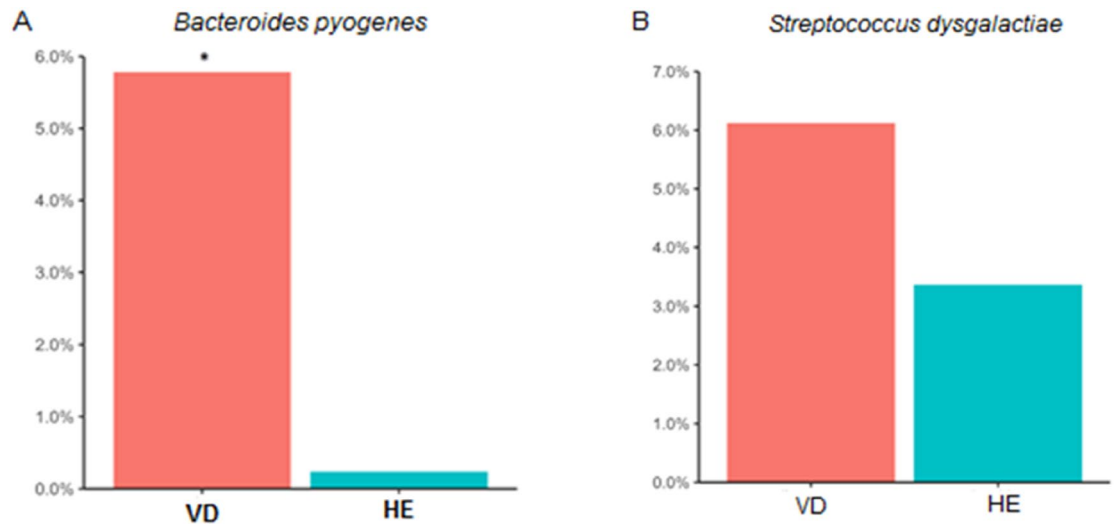 A
Bacteroides pyogenes
6.0%
*
5.0%
4.0%
3.0%
2.0%
1.0%
0.0%
VD HE
B
Streptococcus dysgalactiae
7.0%
6.0%
5.0%
4.0%
3.0%
2.0%
1.0%
0.0%
VD HE